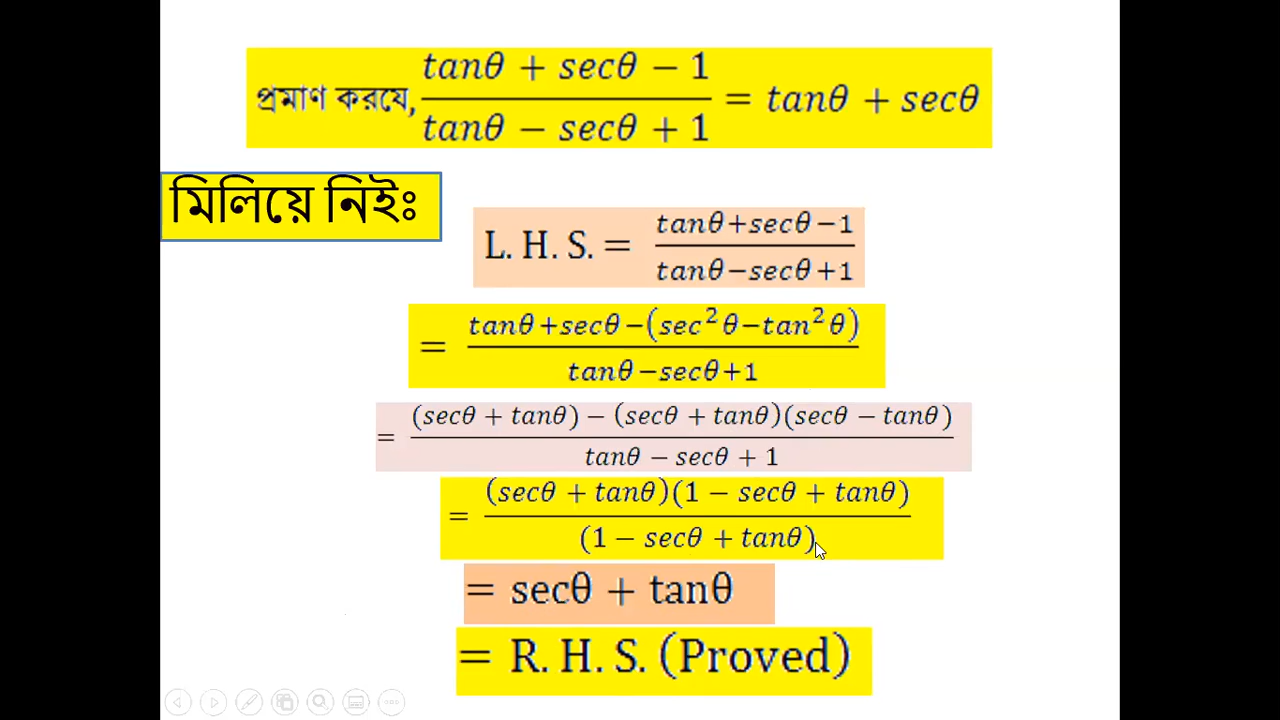 প্রমাণ করযে, (tanθ + secθ − 1)/(tanθ − secθ + 1) = tanθ + secθ
মিলিয়ে নিইঃ
L. H. S. = (tanθ+secθ−1)/(tanθ−secθ+1)
= (tanθ+secθ−(sec²θ−tan²θ))/(tanθ−secθ+1)
= ((secθ + tanθ) − (secθ + tanθ)(secθ − tanθ))/(tanθ − secθ + 1)
= ((secθ + tanθ)(1 − secθ + tanθ))/((1 − secθ + tanθ))
= secθ + tanθ
= R. H. S. (Proved)